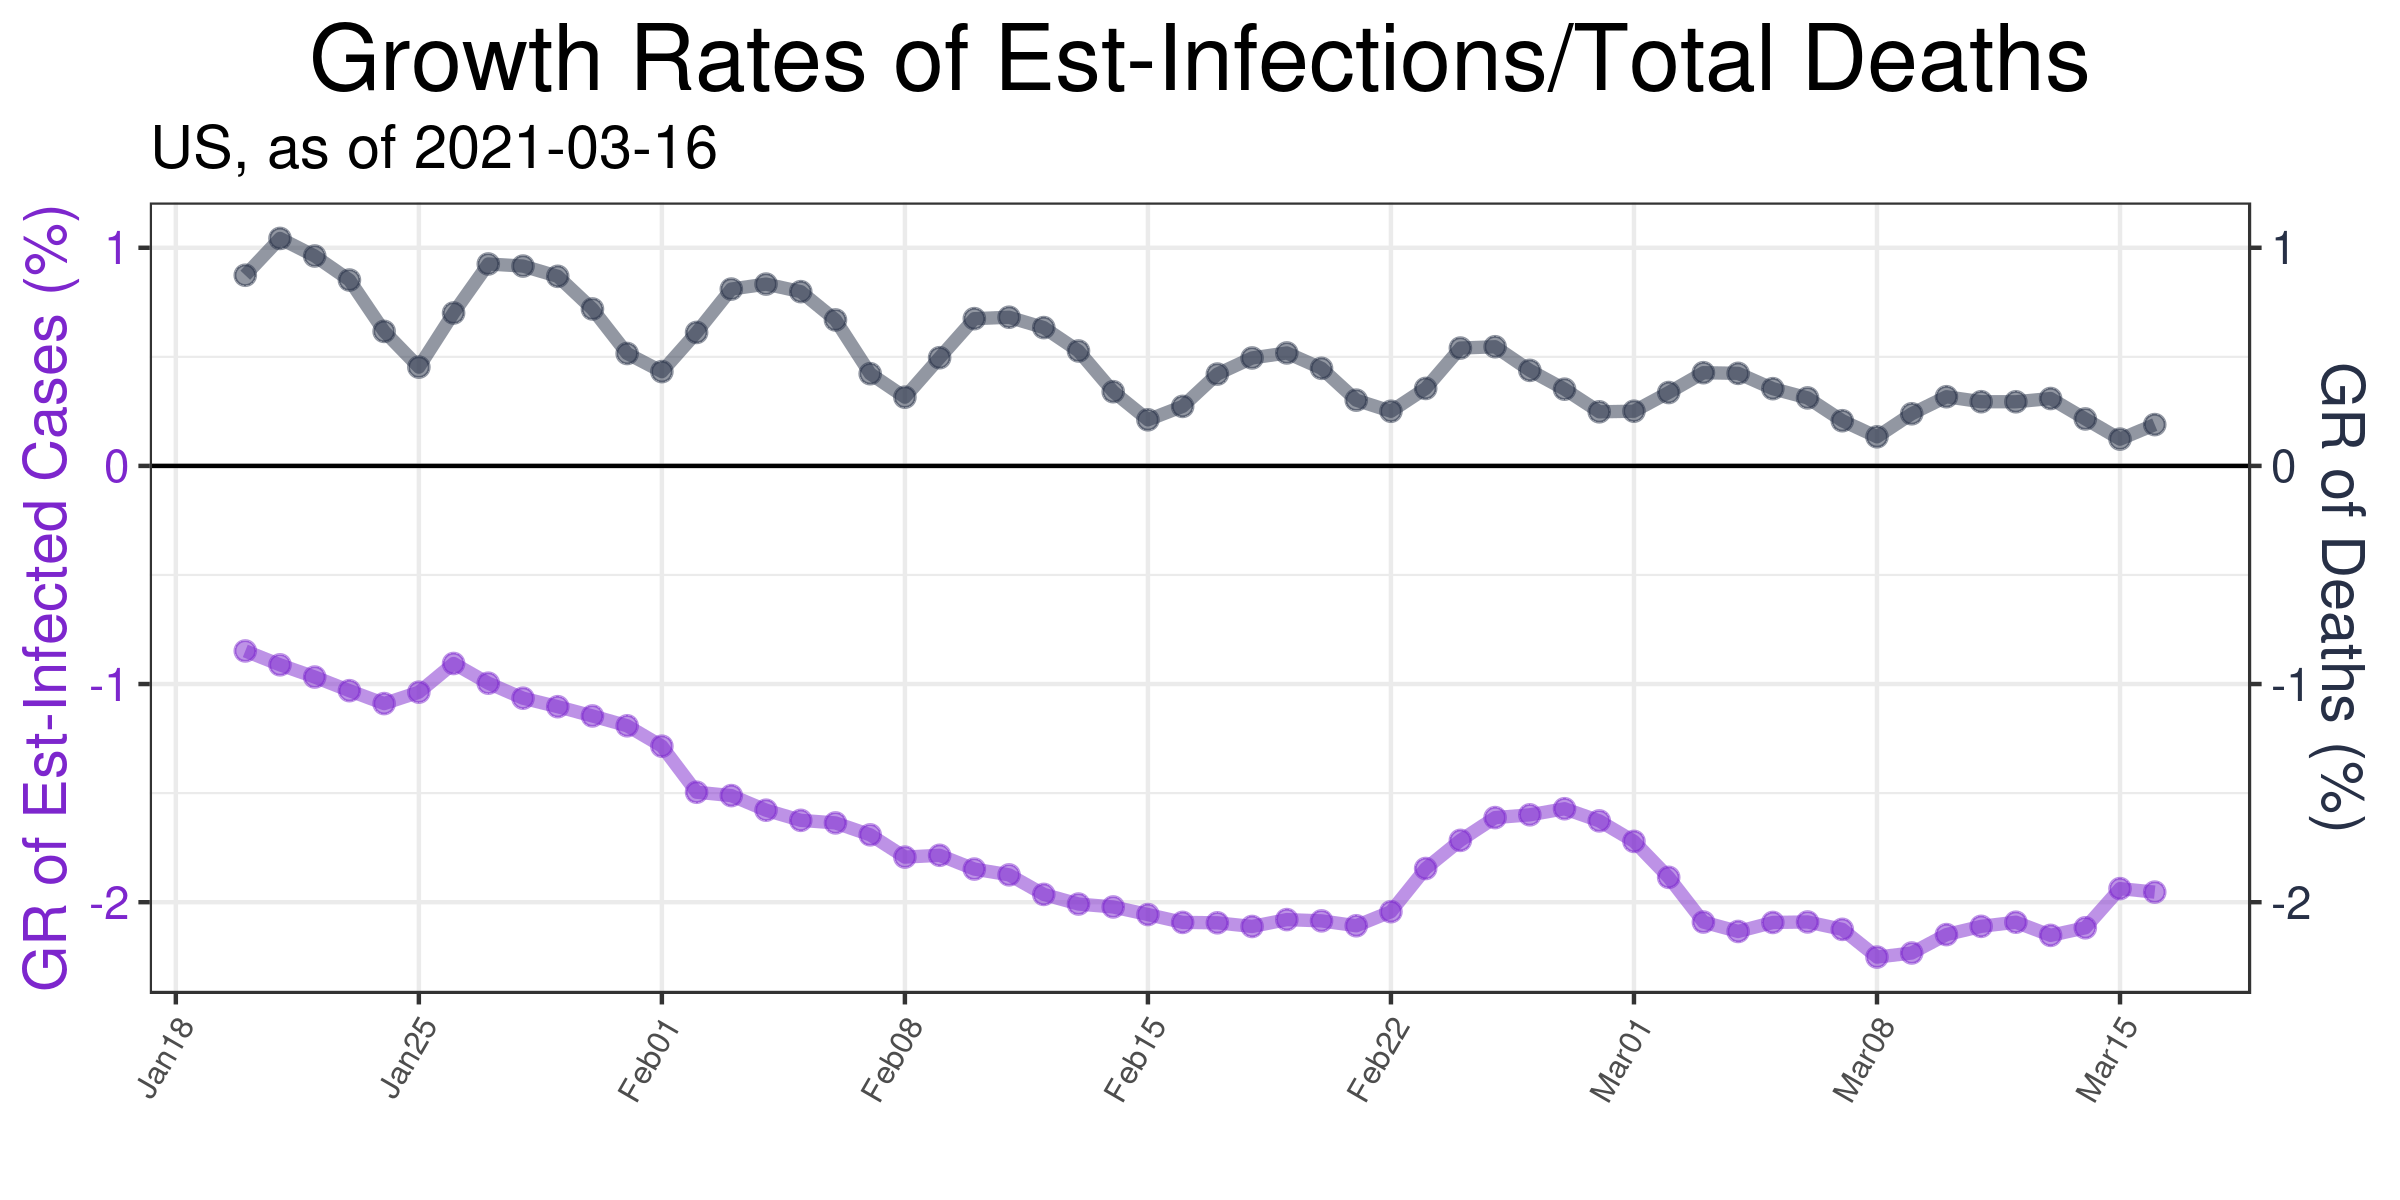 Growth Rates of Est-Infections/Total Deaths
US, as of 2021-03-16
GR of Est-Infected Cases (%)
1
0
-1
-2
1
0
-1
-2
GR of Deaths (%)
Jan18
Jan25
Feb01
Feb08
Feb15
Feb22
Mar01
Mar08
Mar15